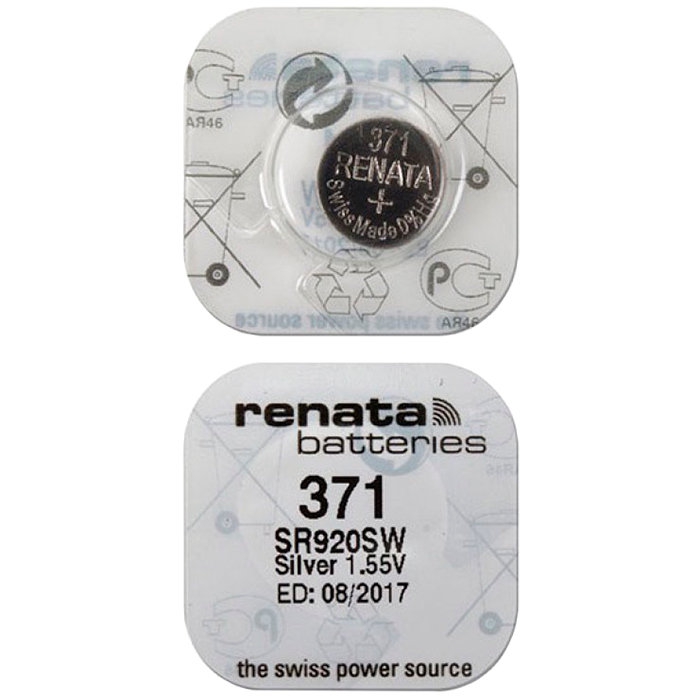 AR46
371
RENATA
+
Swiss Made 0%Hg
PCT
AR46
renata
batteries
371
SR920SW
Silver 1.55V
ED: 08/2017
the swiss power source